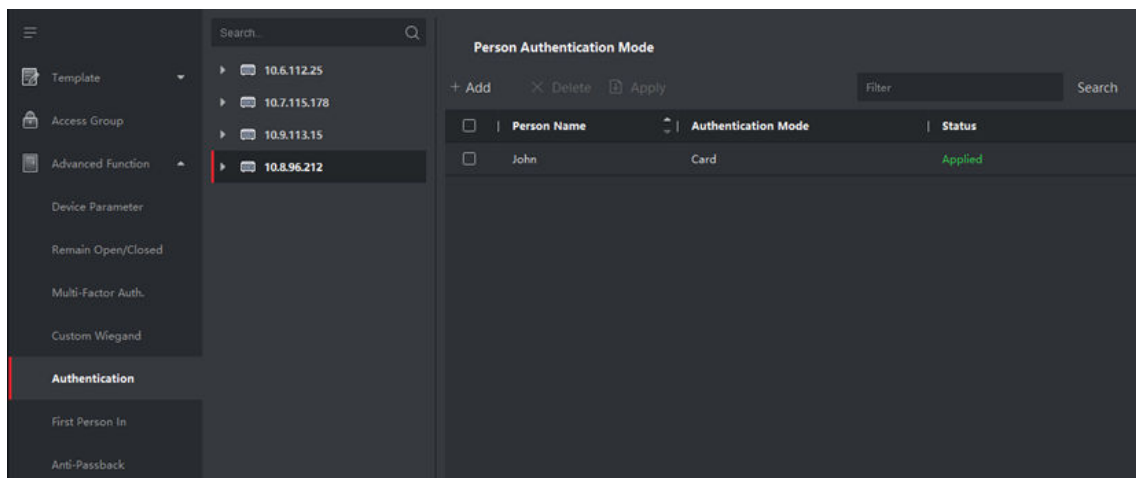 Template
Access Group
Advanced Function
Device Parameter
Remain Open/Closed
Multi-Factor Auth.
Custom Wiegand
Authentication
First Person In
Anti-Passback
Search...
10.6.112.25
10.7.115.178
10.9.113.15
10.8.96.212
Person Authentication Mode
+ Add × Delete Apply Filter Search
Person Name | Authentication Mode | Status
John Card Applied